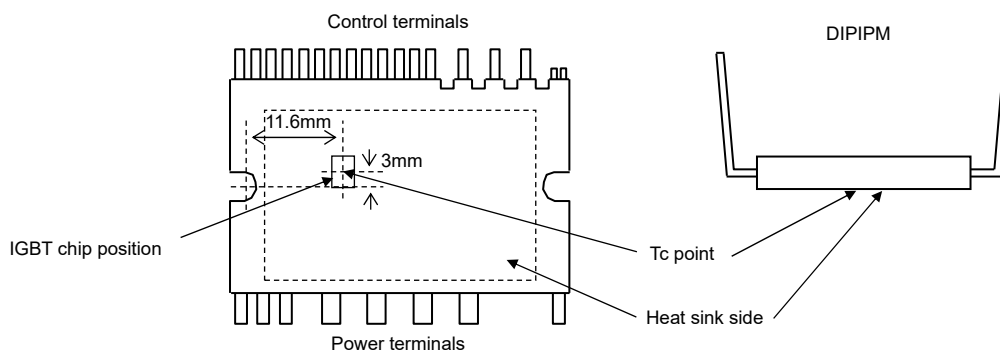 Control terminals
DIPIPM
11.6mm
3mm
IGBT chip position
Tc point
Heat sink side
Power terminals